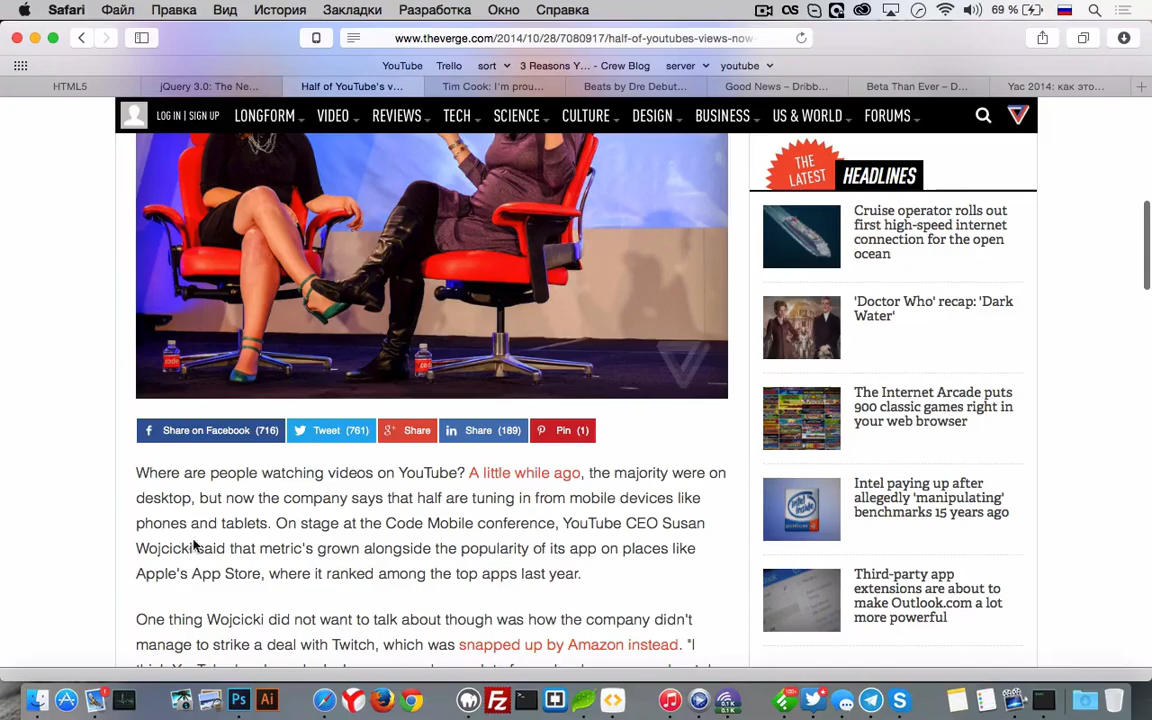 Safari Файл Правка Вид История Закладки Разработка Окно Справка 69 %
www.theverge.com/2014/10/28/7080917/half-of-youtubes-views-now-
YouTube Trello sort 3 Reasons Y… - Crew Blog server youtube
HTML5 jQuery 3.0: The Ne… Half of YouTube's v… Tim Cook: I'm prou… Beats by Dre Debut… Good News – Dribb… Beta Than Ever – D… Yac 2014: как это…
LOG IN | SIGN UP LONGFORM VIDEO REVIEWS TECH SCIENCE CULTURE DESIGN BUSINESS US & WORLD FORUMS
THE LATEST HEADLINES
Cruise operator rolls out
first high-speed internet
connection for the open
ocean
'Doctor Who' recap: 'Dark
Water'
The Internet Arcade puts
900 classic games right in
your web browser
Intel paying up after
allegedly 'manipulating'
benchmarks 15 years ago
Third-party app
extensions are about to
make Outlook.com a lot
more powerful
code code
Share on Facebook (716) Tweet (761) Share Share (189) Pin (1)
Where are people watching videos on YouTube? A little while ago, the majority were on
desktop, but now the company says that half are tuning in from mobile devices like
phones and tablets. On stage at the Code Mobile conference, YouTube CEO Susan
Wojcicki said that metric's grown alongside the popularity of its app on places like
Apple's App Store, where it ranked among the top apps last year.
One thing Wojcicki did not want to talk about though was how the company didn't
manage to strike a deal with Twitch, which was snapped up by Amazon instead. "I